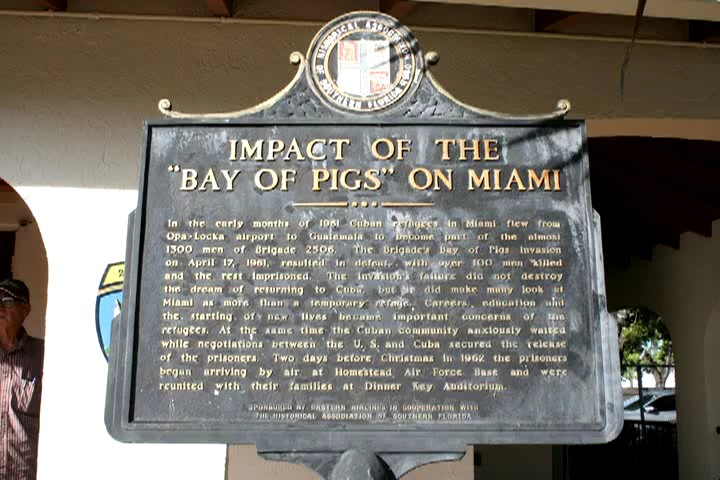 HISTORICAL ASSOCIATION OF SOUTHERN FLORIDA
IMPACT OF THE
"BAY OF PIGS" ON MIAMI
In the early months of 1961 Cuban refugees in Miami flew from
Opa-Locka airport to Guatemala to become part of the almost
1300 men of Brigade 2506. The Brigade's Bay of Pigs Invasion
on April 17, 1961, resulted in defeat, with over 100 men killed
and the rest imprisoned. The invasion's failure did not destroy
the dream of returning to Cuba, but it did make many look at
Miami as more than a temporary refuge. Careers, education and
the starting of new lives became important concerns of the
refugees. At the same time the Cuban community anxiously waited
while negotiations between the U. S. and Cuba secured the release
of the prisoners. Two days before Christmas in 1962 the prisoners
began arriving by air at Homestead Air Force Base and were
reunited with their families at Dinner Key Auditorium.
SPONSORED BY EASTERN AIRLINES IN COOPERATION WITH
THE HISTORICAL ASSOCIATION OF SOUTHERN FLORIDA